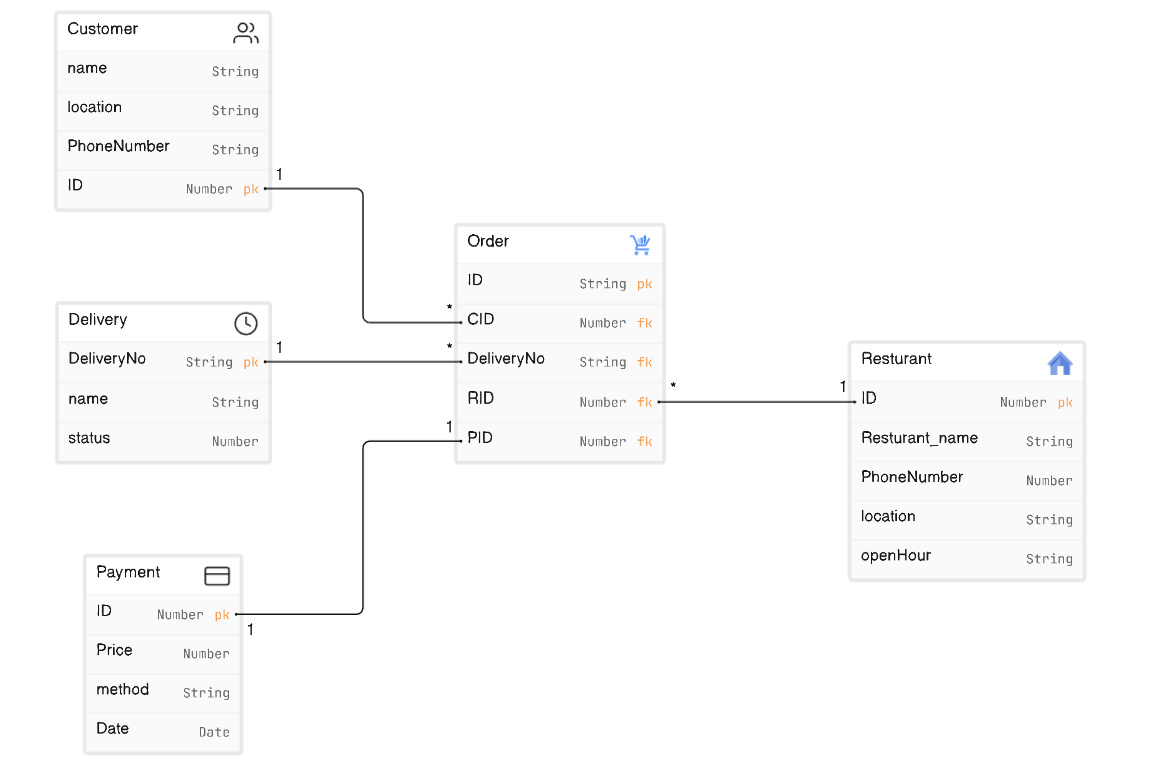 Customer
name String
location String
PhoneNumber String
ID Number pk
1
Order
ID String pk
*
CID Number fk
Delivery
DeliveryNo String pk
1
name String
status Number
*
DeliveryNo String fk
RID Number fk
*
1
PID Number fk
1
Resturant
ID Number pk
Resturant_name String
PhoneNumber Number
location String
openHour String
Payment
ID Number pk
1
Price Number
method String
Date Date